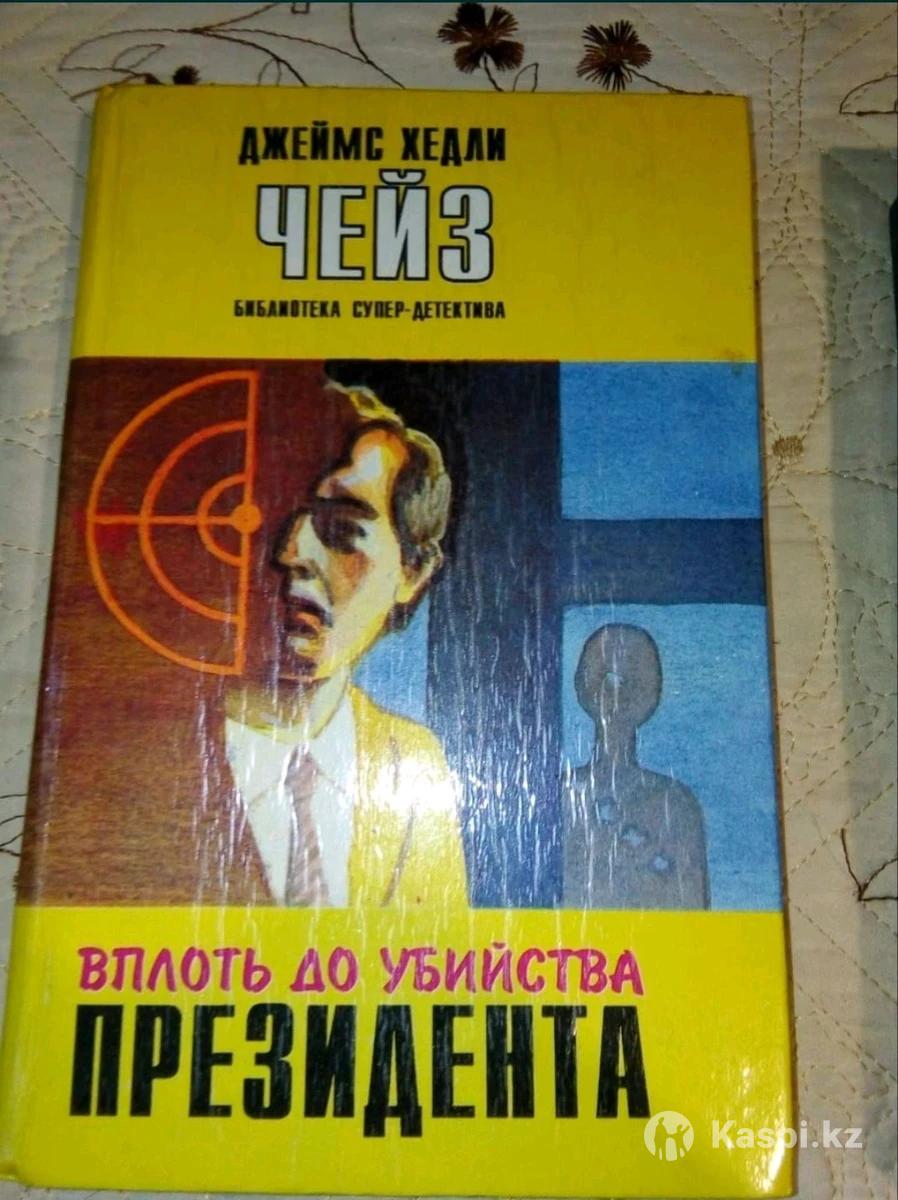 ДЖЕЙМС ХЕДЛИ
ЧЕЙЗ
БИБЛИОТЕКА СУПЕР-ДЕТЕКТИВА
ВПЛОТЬ ДО УБИЙСТВА
ПРЕЗИДЕНТА
Kaspi.kz